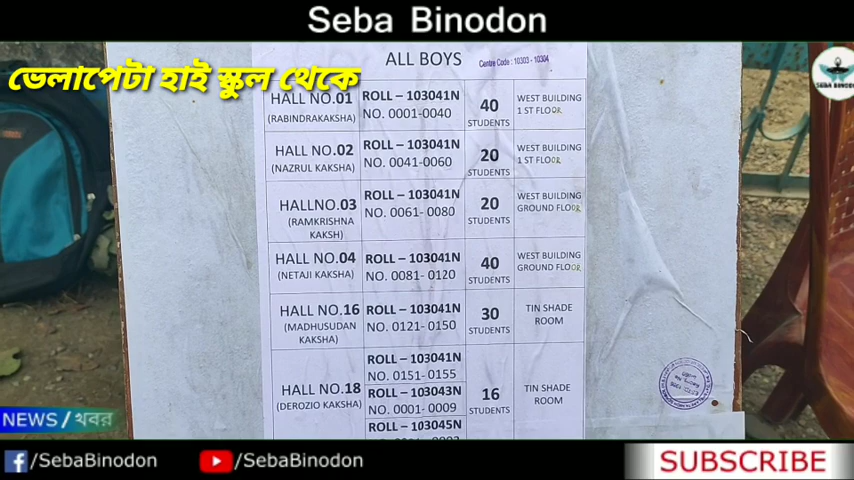 Seba Binodon
ভেলাপেটা হাই স্কুল থেকে
ALL BOYS
Centre Code : 10303 - 10304
SEBA BINODON
HALL NO.01
(RABINDRAKAKSHA)
ROLL – 103041N
NO. 0001-0040
40
STUDENTS
WEST BUILDING
1 ST FLOOR
HALL NO.02
(NAZRUL KAKSHA)
ROLL – 103041N
NO. 0041-0060
20
STUDENTS
WEST BUILDING
1 ST FLOOR
HALLNO.03
(RAMKRISHNA
KAKSH)
ROLL – 103041N
NO. 0061- 0080
20
STUDENTS
WEST BUILDING
GROUND FLOOR
HALL NO.04
(NETAJI KAKSHA)
ROLL – 103041N
NO. 0081- 0120
40
STUDENTS
WEST BUILDING
GROUND FLOOR
HALL NO.16
(MADHUSUDAN
KAKSHA)
ROLL – 103041N
NO. 0121- 0150
30
STUDENTS
TIN SHADE
ROOM
HALL NO.18
(DEROZIO KAKSHA)
ROLL – 103041N
NO. 0151- 0155
ROLL – 103043N
NO. 0001- 0009
ROLL – 103045N
16
STUDENTS
TIN SHADE
ROOM
NEWS / খবর
/SebaBinodon
/SebaBinodon
SUBSCRIBE